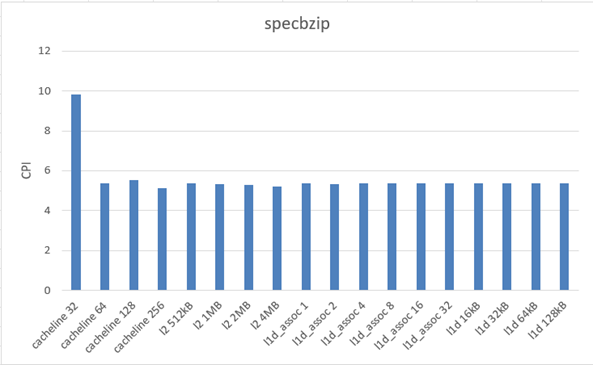 specbzip
12
10
8
6
4
2
0
CPI
cacheline 32
cacheline 64
cacheline 128
cacheline 256
l2 512kB
l2 1MB
l2 2MB
l2 4MB
l1d_assoc 1
l1d_assoc 2
l1d_assoc 4
l1d_assoc 8
l1d_assoc 16
l1d_assoc 32
l1d 16kB
l1d 32kB
l1d 64kB
l1d 128kB